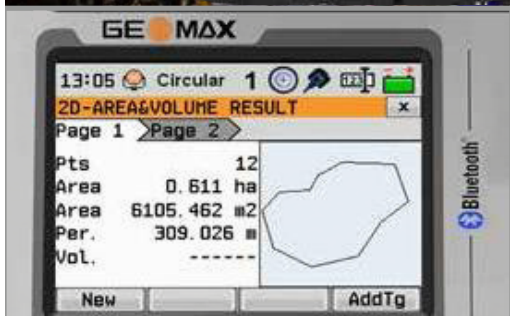 GEOMAX
13:05 Circular 1
2D-AREA&VOLUME RESULT x
Page 1 Page 2
Pts 12
Area 0.611 ha
Area 6105.462 m2
Per. 309.026 m
Vol. ------
New AddTg
Bluetooth